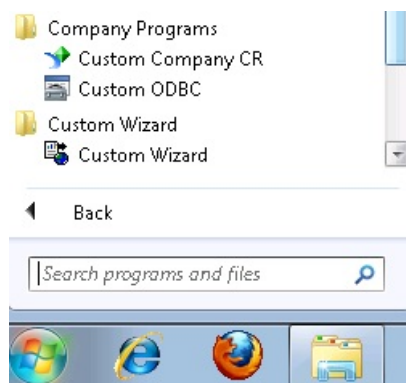 Company Programs
Custom Company CR
Custom ODBC
Custom Wizard
Custom Wizard
Back
Search programs and files